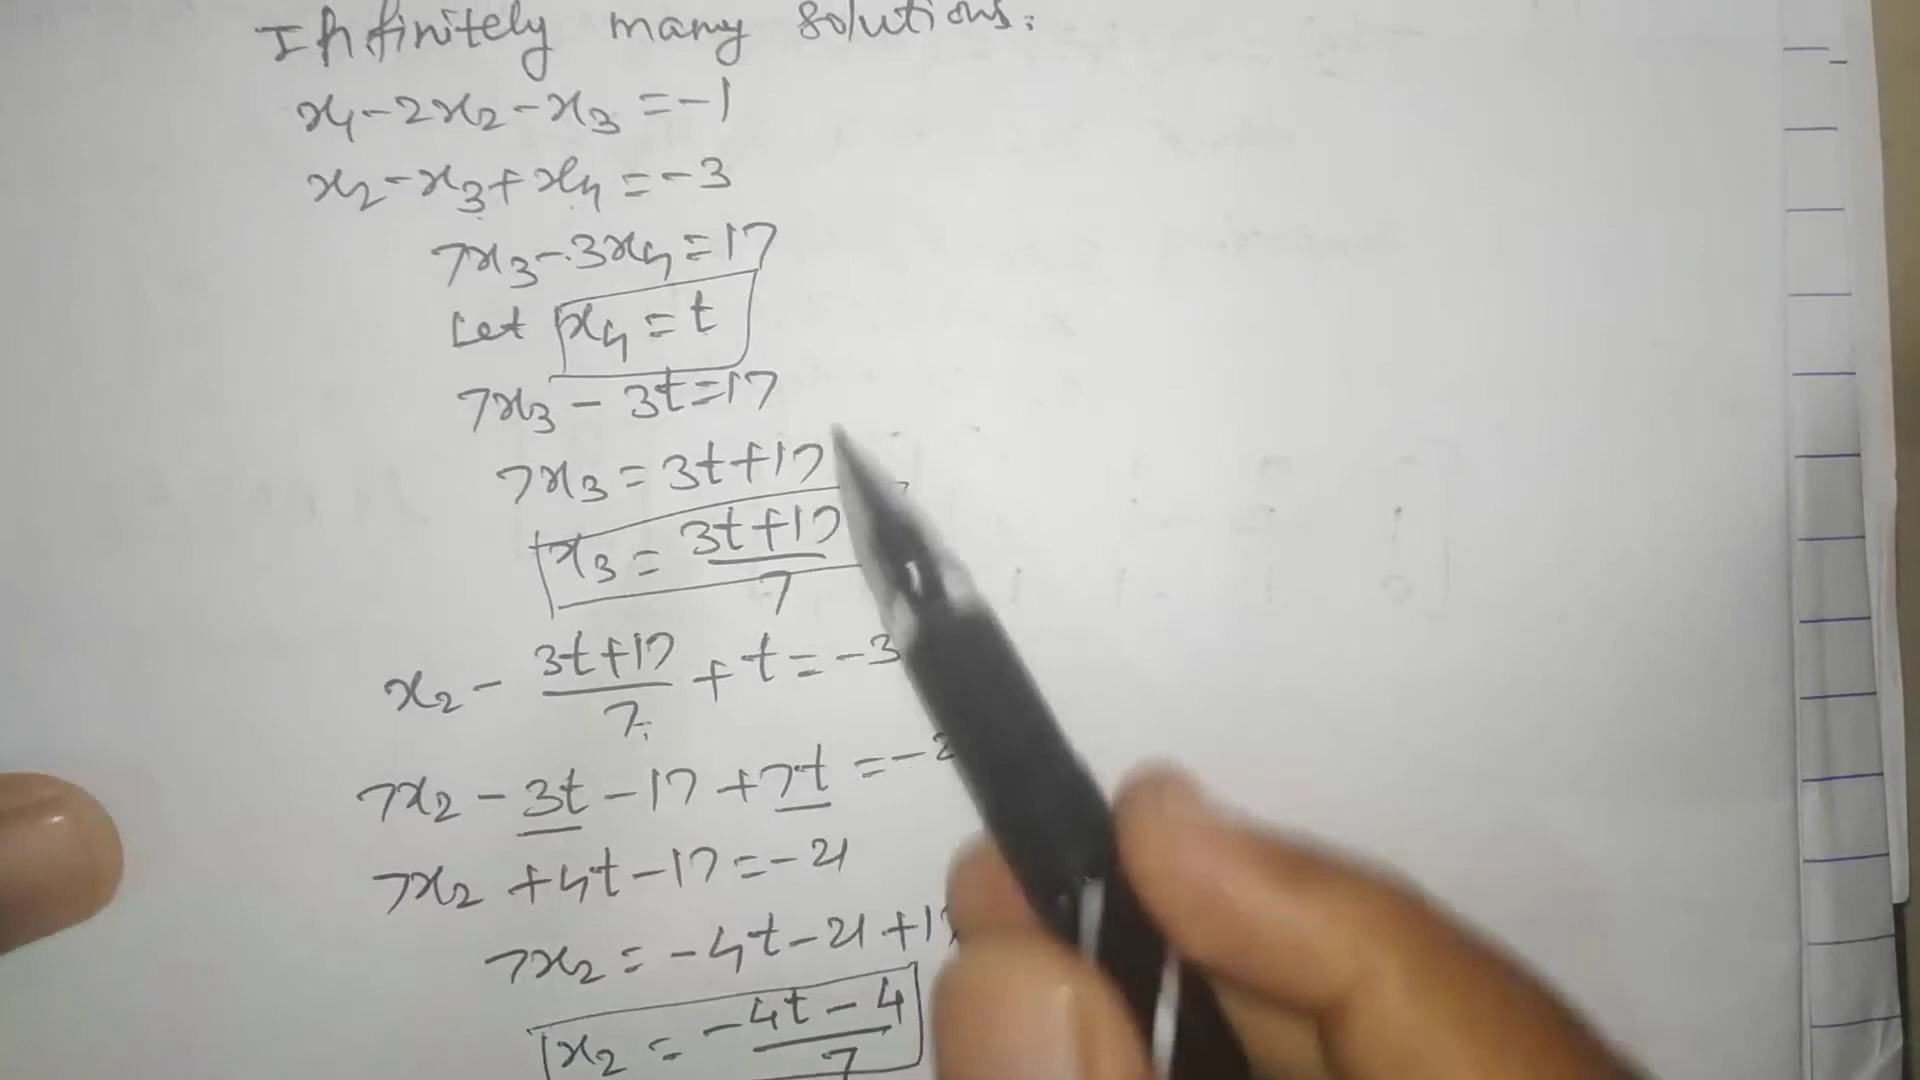 Infinitely many solutions:
x₁-2x₂-x₃=-1
x₂-x₃+x₄=-3
7x₃-3x₄=17
Let x₄=t
7x₃-3t=17
7x₃=3t+17
x₃=(3t+17)/7
x₂-(3t+17)/7+t=-3
7x₂-3t-17+7t=-
7x₂+4t-17=-21
7x₂=-4t-21+1
x₂=(-4t-4)/7